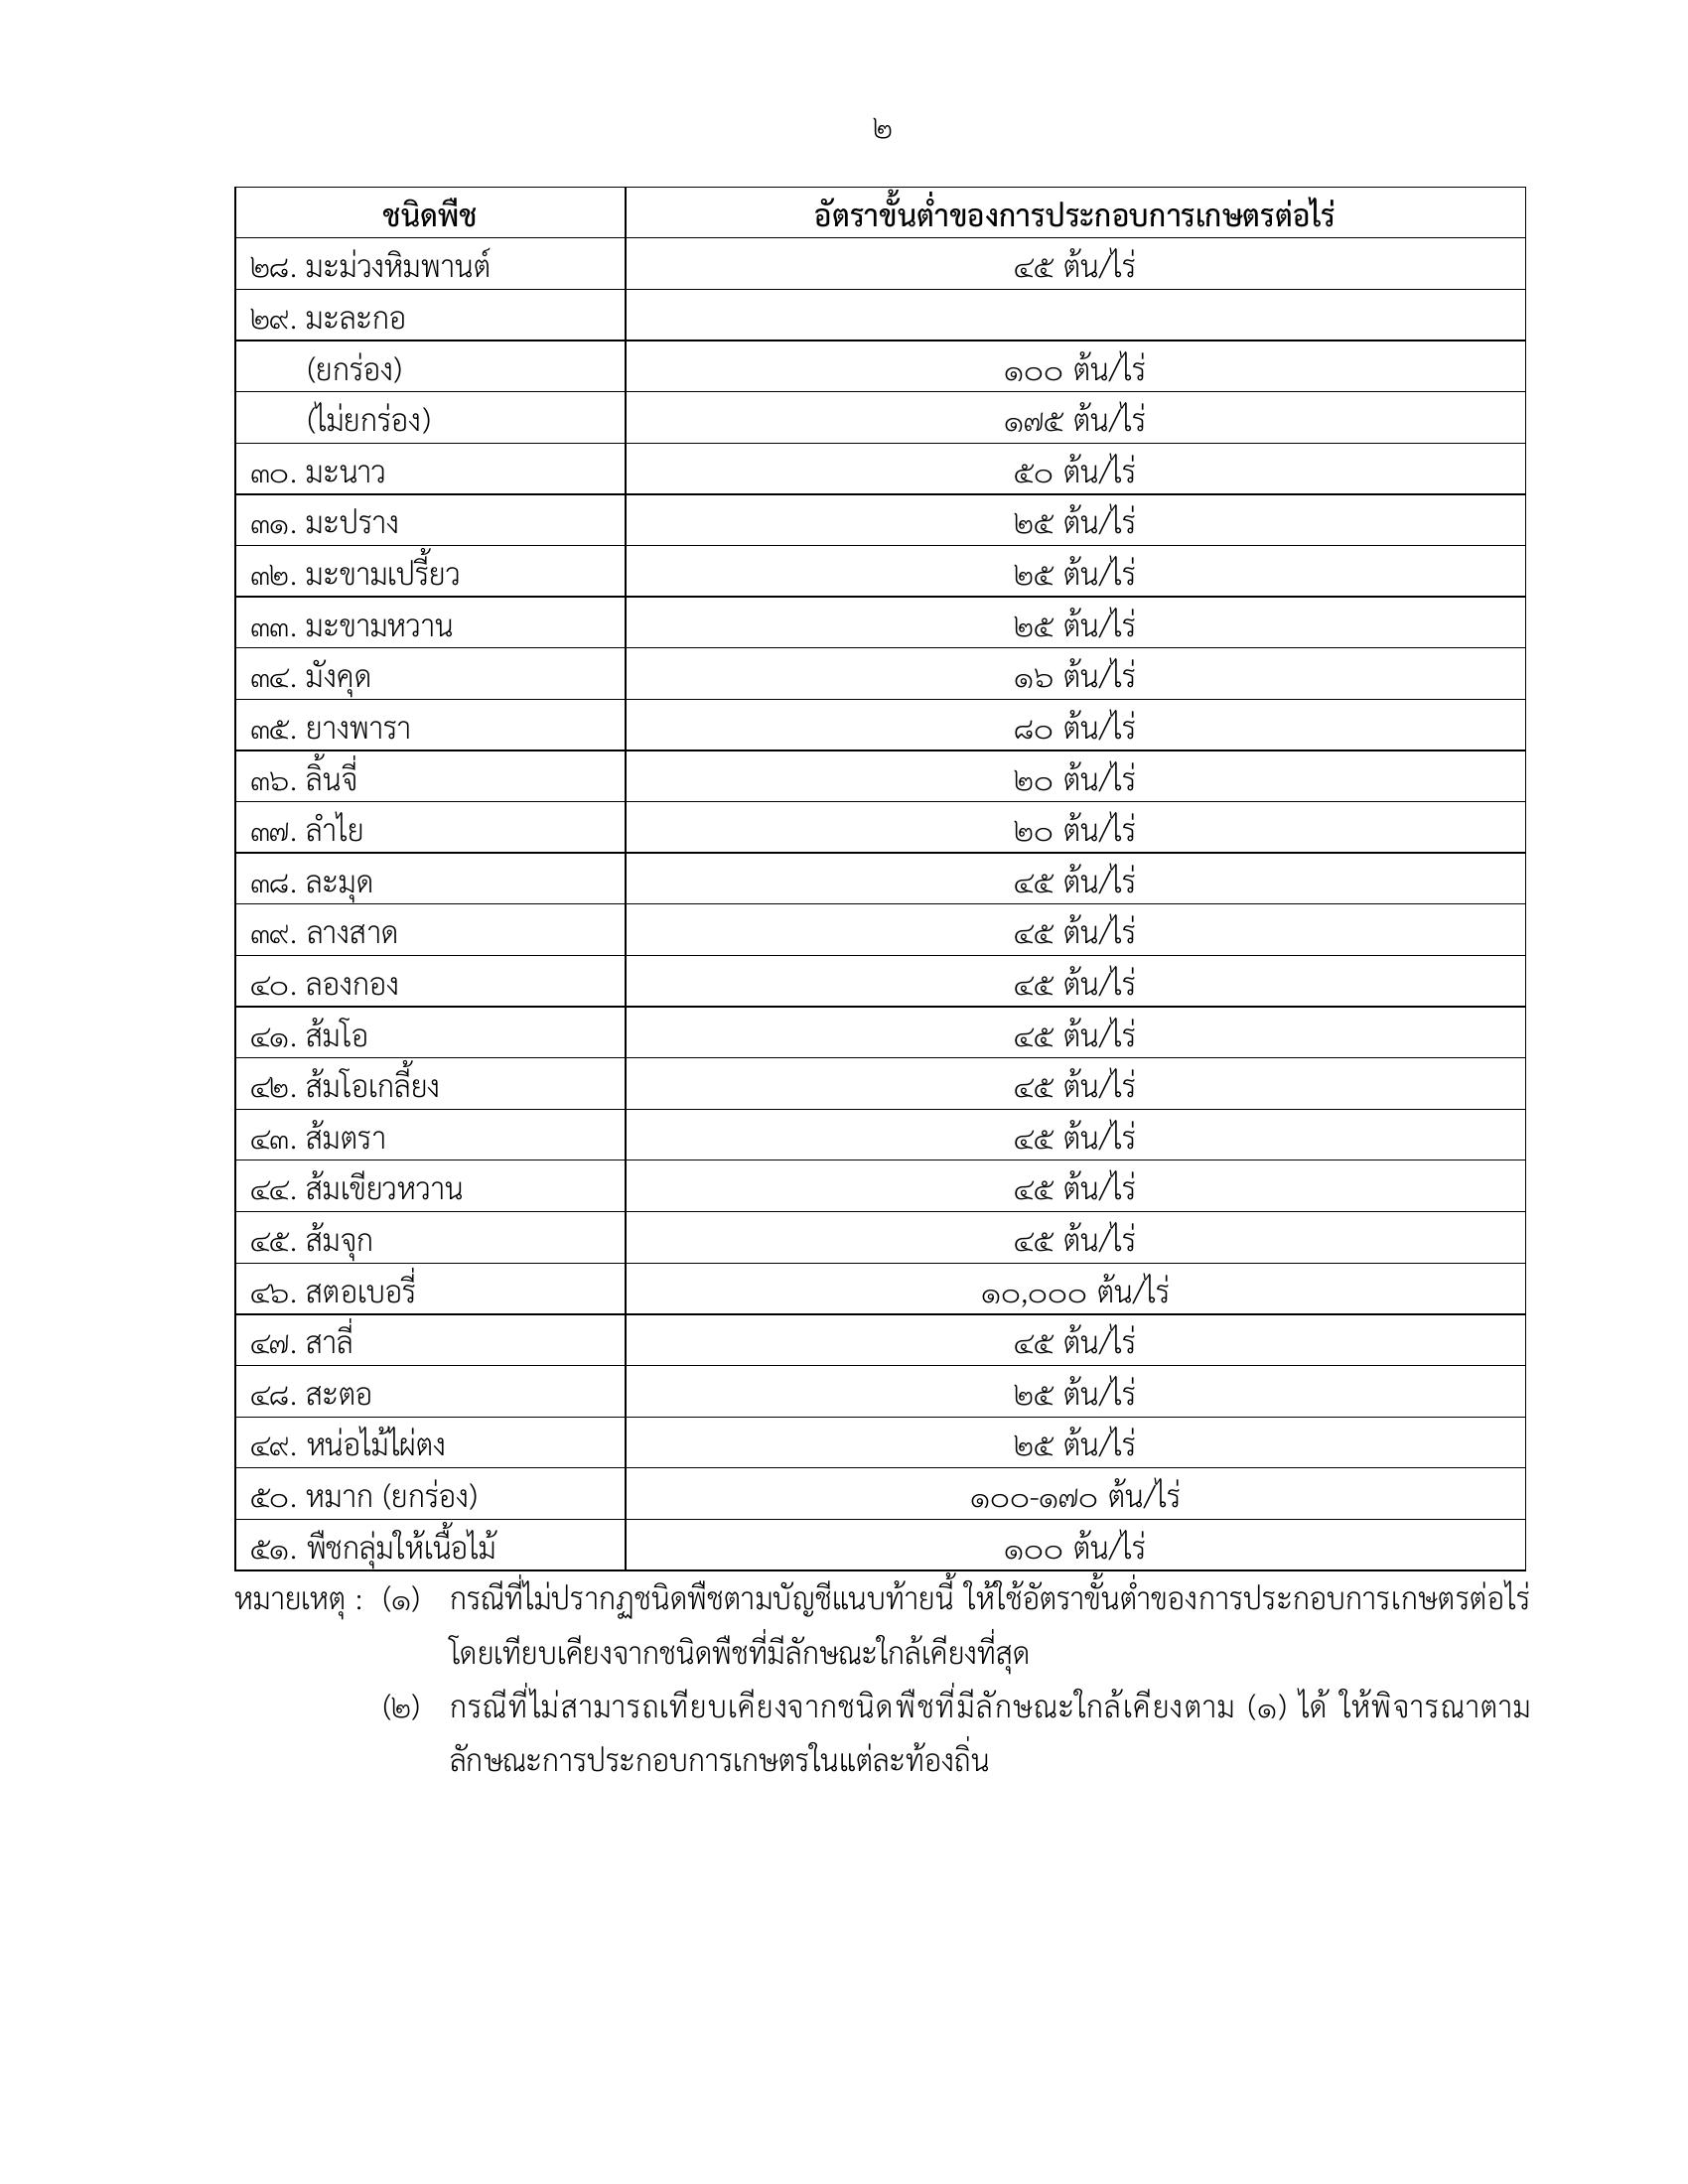 ๒
ชนิดพืช อัตราขั้นต่ำของการประกอบการเกษตรต่อไร่
๒๘. มะม่วงหิมพานต์ ๔๕ ต้น/ไร่
๒๙. มะละกอ
(ยกร่อง) ๑๐๐ ต้น/ไร่
(ไม่ยกร่อง) ๑๗๕ ต้น/ไร่
๓๐. มะนาว ๕๐ ต้น/ไร่
๓๑. มะปราง ๒๕ ต้น/ไร่
๓๒. มะขามเปรี้ยว ๒๕ ต้น/ไร่
๓๓. มะขามหวาน ๒๕ ต้น/ไร่
๓๔. มังคุด ๑๖ ต้น/ไร่
๓๕. ยางพารา ๘๐ ต้น/ไร่
๓๖. ลิ้นจี่ ๒๐ ต้น/ไร่
๓๗. ลำไย ๒๐ ต้น/ไร่
๓๘. ละมุด ๔๕ ต้น/ไร่
๓๙. ลางสาด ๔๕ ต้น/ไร่
๔๐. ลองกอง ๔๕ ต้น/ไร่
๔๑. ส้มโอ ๔๕ ต้น/ไร่
๔๒. ส้มโอเกลี้ยง ๔๕ ต้น/ไร่
๔๓. ส้มตรา ๔๕ ต้น/ไร่
๔๔. ส้มเขียวหวาน ๔๕ ต้น/ไร่
๔๕. ส้มจุก ๔๕ ต้น/ไร่
๔๖. สตอเบอรี่ ๑๐,๐๐๐ ต้น/ไร่
๔๗. สาลี่ ๔๕ ต้น/ไร่
๔๘. สะตอ ๒๕ ต้น/ไร่
๔๙. หน่อไม้ไผ่ตง ๒๕ ต้น/ไร่
๕๐. หมาก (ยกร่อง) ๑๐๐-๑๗๐ ต้น/ไร่
๕๑. พืชกลุ่มให้เนื้อไม้ ๑๐๐ ต้น/ไร่
หมายเหตุ : (๑) กรณีที่ไม่ปรากฏชนิดพืชตามบัญชีแนบท้ายนี้ ให้ใช้อัตราขั้นต่ำของการประกอบการเกษตรต่อไร่
โดยเทียบเคียงจากชนิดพืชที่มีลักษณะใกล้เคียงที่สุด
(๒) กรณีที่ไม่สามารถเทียบเคียงจากชนิดพืชที่มีลักษณะใกล้เคียงตาม (๑) ได้ ให้พิจารณาตาม
ลักษณะการประกอบการเกษตรในแต่ละท้องถิ่น